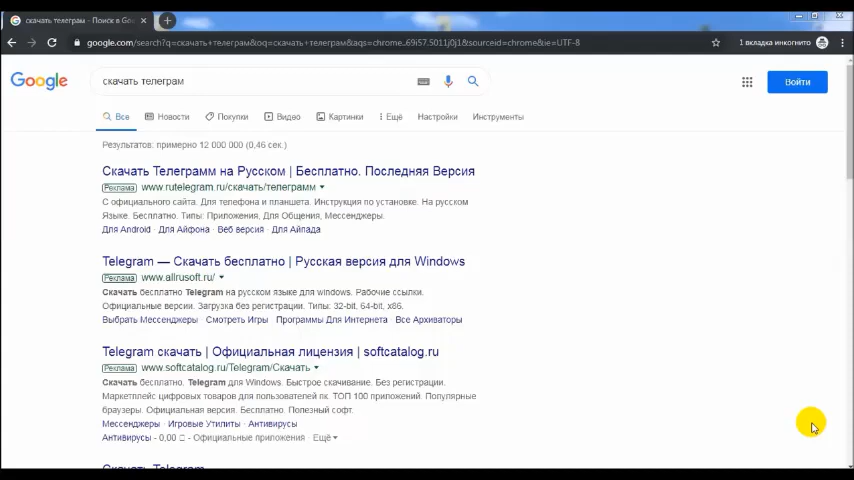 скачать телеграм - Поиск в Goo
google.com/search?q=скачать+телеграм&oq=скачать+телеграм&aqs=chrome..69i57.5011j0j1&sourceid=chrome&ie=UTF-8
1 вкладка инкогнито
Google
скачать телеграм
Войти
Все Новости Покупки Видео Картинки Ещё Настройки Инструменты
Результатов: примерно 12 000 000 (0,46 сек.)
Скачать Телеграмм на Русском | Бесплатно. Последняя Версия
Реклама www.rutelegram.ru/скачать/телеграмм
С официального сайта. Для телефона и планшета. Инструкция по установке. На русском
Языке. Бесплатно. Типы: Приложения, Для Общения, Мессенджеры.
Для Android · Для Айфона · Веб версия · Для Айпада
Telegram — Скачать бесплатно | Русская версия для Windows
Реклама www.allrusoft.ru/
Скачать бесплатно Telegram на русском языке для windows. Рабочие ссылки.
Официальные версии. Загрузка без регистрации. Типы: 32-bit, 64-bit, x86.
Выбрать Мессенджеры Смотреть Игры Программы Для Интернета Все Архиваторы
Telegram скачать | Официальная лицензия | softcatalog.ru
Реклама www.softcatalog.ru/Telegram/Скачать
Скачать бесплатно. Telegram для Windows. Быстрое скачивание. Без регистрации.
Маркетплейс цифровых товаров для пользователей пк. ТОП 100 приложений. Популярные
браузеры. Официальная версия. Бесплатно. Полезный софт.
Мессенджеры · Игровые Утилиты · Антивирусы
Антивирусы - 0,00 - Официальные приложения · Ещё
Скачать Telegram